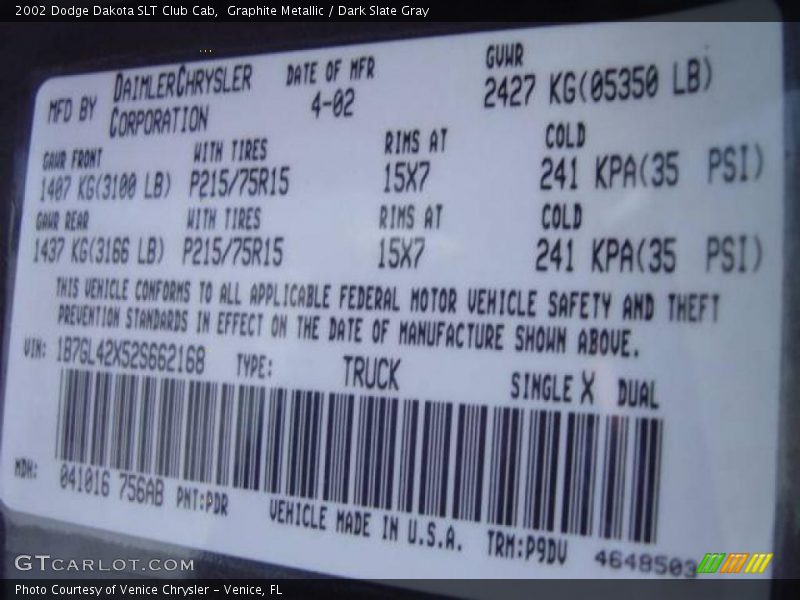 2002 Dodge Dakota SLT Club Cab,  Graphite Metallic / Dark Slate Gray
MFD BY DAIMLERCHRYSLER CORPORATION DATE OF MFR 4-02 GVWR 2427 KG(05350 LB)
GAWR FRONT WITH TIRES RIMS AT COLD
1407 KG(3100 LB) P215/75R15 15X7 241 KPA(35 PSI)
GAWR REAR WITH TIRES RIMS AT COLD
1437 KG(3166 LB) P215/75R15 15X7 241 KPA(35 PSI)
THIS VEHICLE CONFORMS TO ALL APPLICABLE FEDERAL MOTOR VEHICLE SAFETY AND THEFT
PREVENTION STANDARDS IN EFFECT ON THE DATE OF MANUFACTURE SHOWN ABOVE.
VIN: 1B7GL42X52S662168 TYPE: TRUCK SINGLE X DUAL
MDH: 041016 756AB PNT:PDR VEHICLE MADE IN U.S.A. TRM:P9DV 4648503
GTCARLOT.COM
Photo Courtesy of Venice Chrysler - Venice, FL